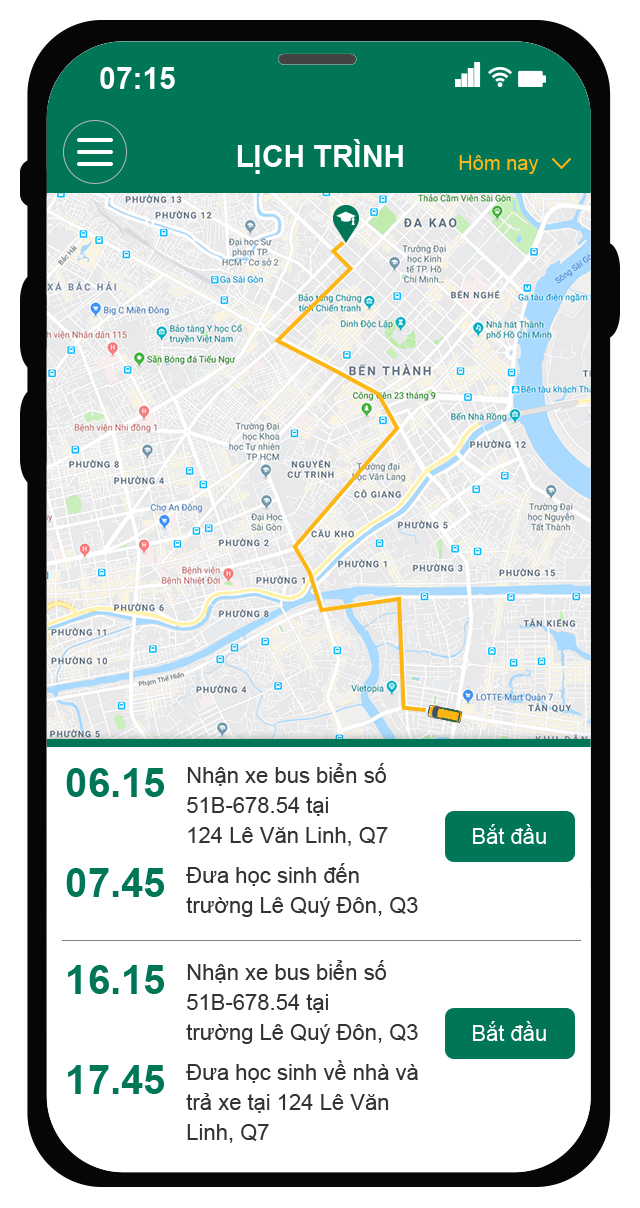 07:15
LỊCH TRÌNH
Hôm nay
PHƯỜNG 13
Thảo Cầm Viên Sài Gòn
PHƯỜNG 12
ĐA KAO
Đại học Sư
phạm TP.
HCM - Cơ sở 2
Bắc Hải
Trường Đại
học Kinh
tế TP. Hồ
Chí Minh...
Sông Sài Gòn
Ga Sài Gòn
XÁ BẮC HẢI
BẾN NGHÉ
Ga tàu điện ngầm
Bảo tàng Chứng
tích Chiến tranh
Big C Miền Đông
Dinh Độc Lập
Nhà hát Thành
phố Hồ Chí Minh
Bảo tàng Y học Cổ
truyền Việt Nam
h viện Nhân dân 115
Sân Bóng đá Tiểu Ngư
BẾN THÀNH
Bến tàu khách Thà
Công viên 23 tháng 9
Bến Nhà Rồng
Bệnh viện Nhi đồng 1
Trường Đại
học Khoa
học Tự nhiên
TP.HCM
PHƯỜNG 12
PHƯỜNG 8
NGUYỄN
CƯ TRINH
Trường đại
học Văn Lang
PHƯỜNG 4
CÔ GIANG
Chợ An Đông
Đại Học
Sài Gòn
Trường Đại
học Nguyễn
Tất Thành
PHƯỜNG 5
CẦU KHO
PHƯỜNG 2
Bệnh viện
Bệnh Nhiệt Đới
PHƯỜNG 1
PHƯỜNG 1
PHƯỜNG 3
PHƯỜNG 15
PHƯỜNG 6
PHƯỜNG 8
TÂN KIỂNG
PHƯỜNG 11
PHƯỜNG 10
Phạm Thế Hiển
PHƯỜNG 4
Vietopia
LOTTE Mart Quận 7
TÂN QUY
PHƯỜNG 5
06.15
Nhận xe bus biển số
51B-678.54 tại
124 Lê Văn Linh, Q7
Bắt đầu
07.45
Đưa học sinh đến
trường Lê Quý Đôn, Q3
16.15
Nhận xe bus biển số
51B-678.54 tại
trường Lê Quý Đôn, Q3
Bắt đầu
17.45
Đưa học sinh về nhà và
trả xe tại 124 Lê Văn
Linh, Q7